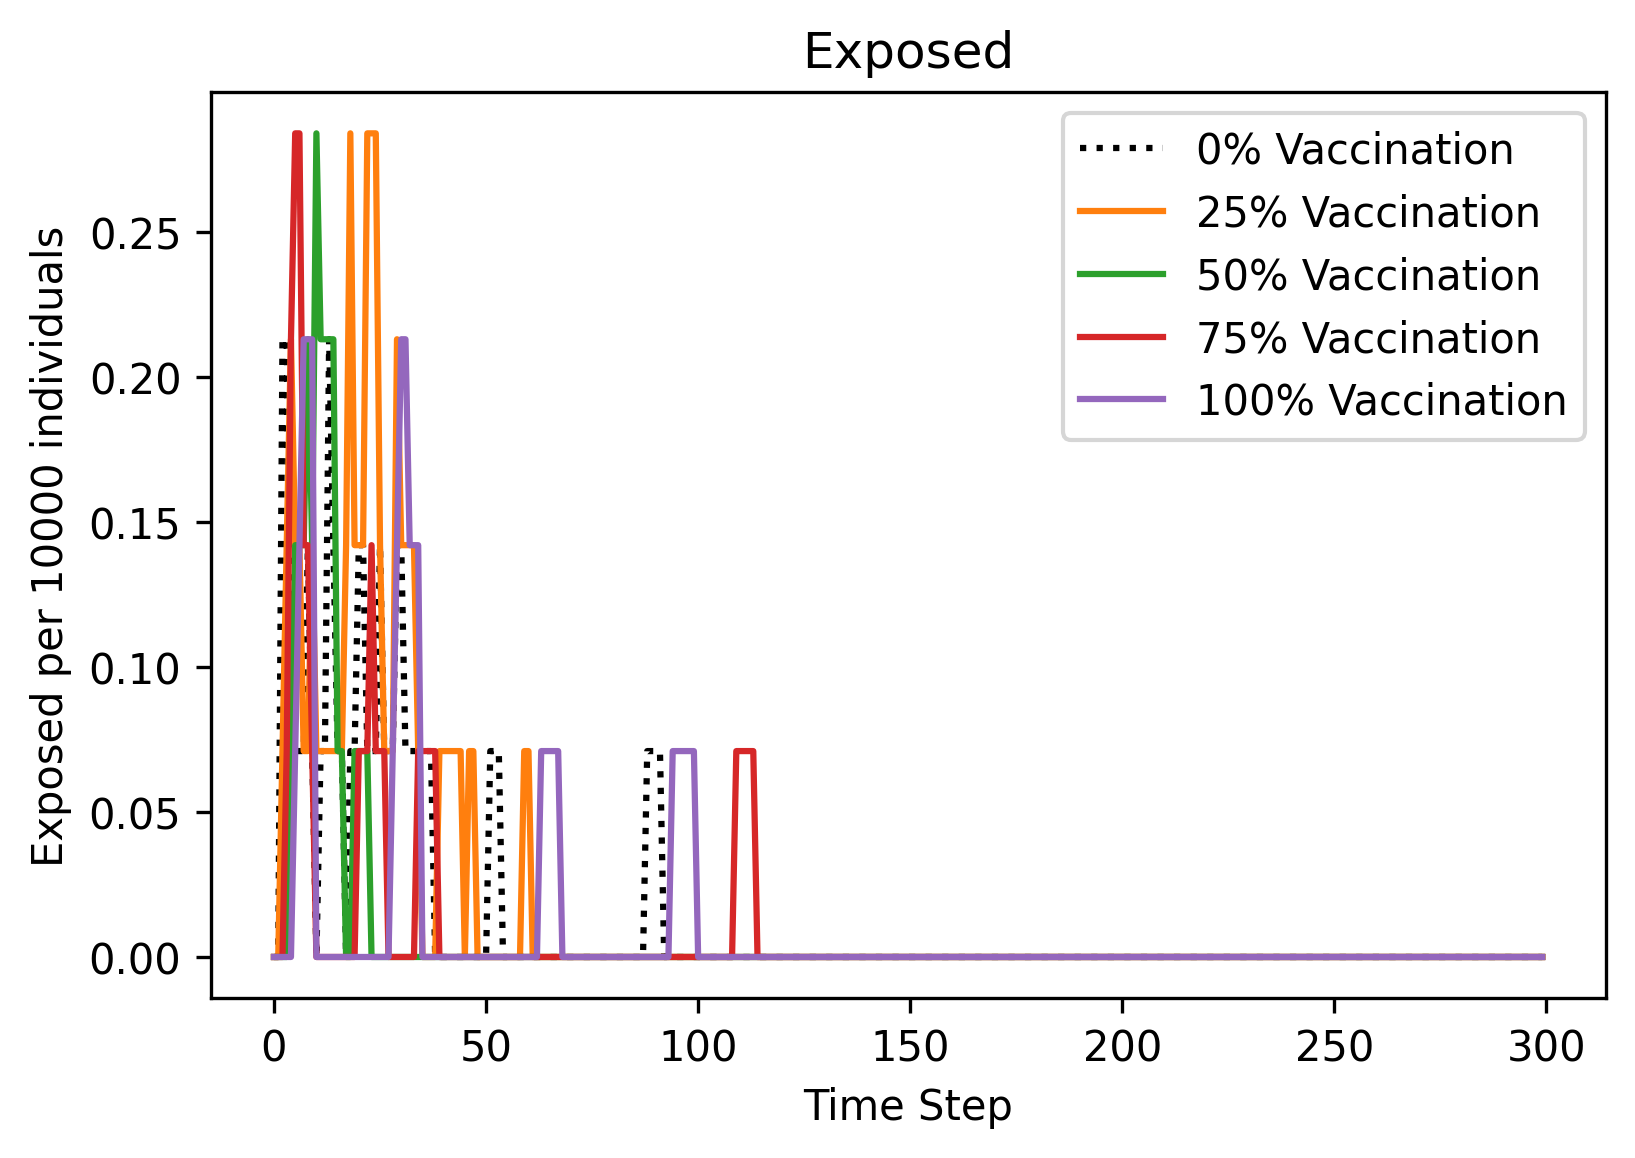 Exposed
0% Vaccination
25% Vaccination
50% Vaccination
75% Vaccination
100% Vaccination
Exposed per 10000 individuals
0.25
0.20
0.15
0.10
0.05
0.00
0 50 100 150 200 250 300
Time Step